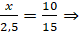 x/2,5 = 10/15 ⇒